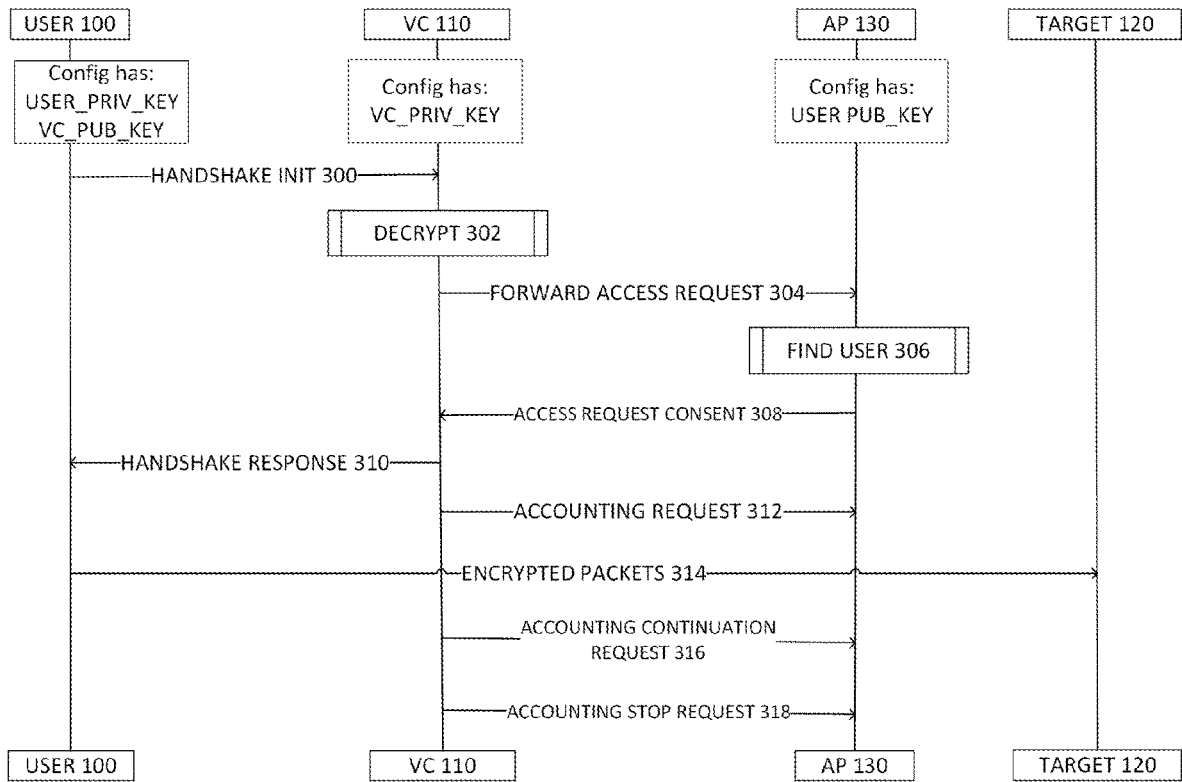 USER 100
VC 110
AP 130
TARGET 120
Config has:
USER_PRIV_KEY
VC_PUB_KEY
Config has:
VC_PRIV_KEY
Config has:
USER PUB_KEY
HANDSHAKE INIT 300
DECRYPT 302
FORWARD ACCESS REQUEST 304
FIND USER 306
ACCESS REQUEST CONSENT 308
HANDSHAKE RESPONSE 310
ACCOUNTING REQUEST 312
ENCRYPTED PACKETS 314
ACCOUNTING CONTINUATION
REQUEST 316
ACCOUNTING STOP REQUEST 318
USER 100
VC 110
AP 130
TARGET 120